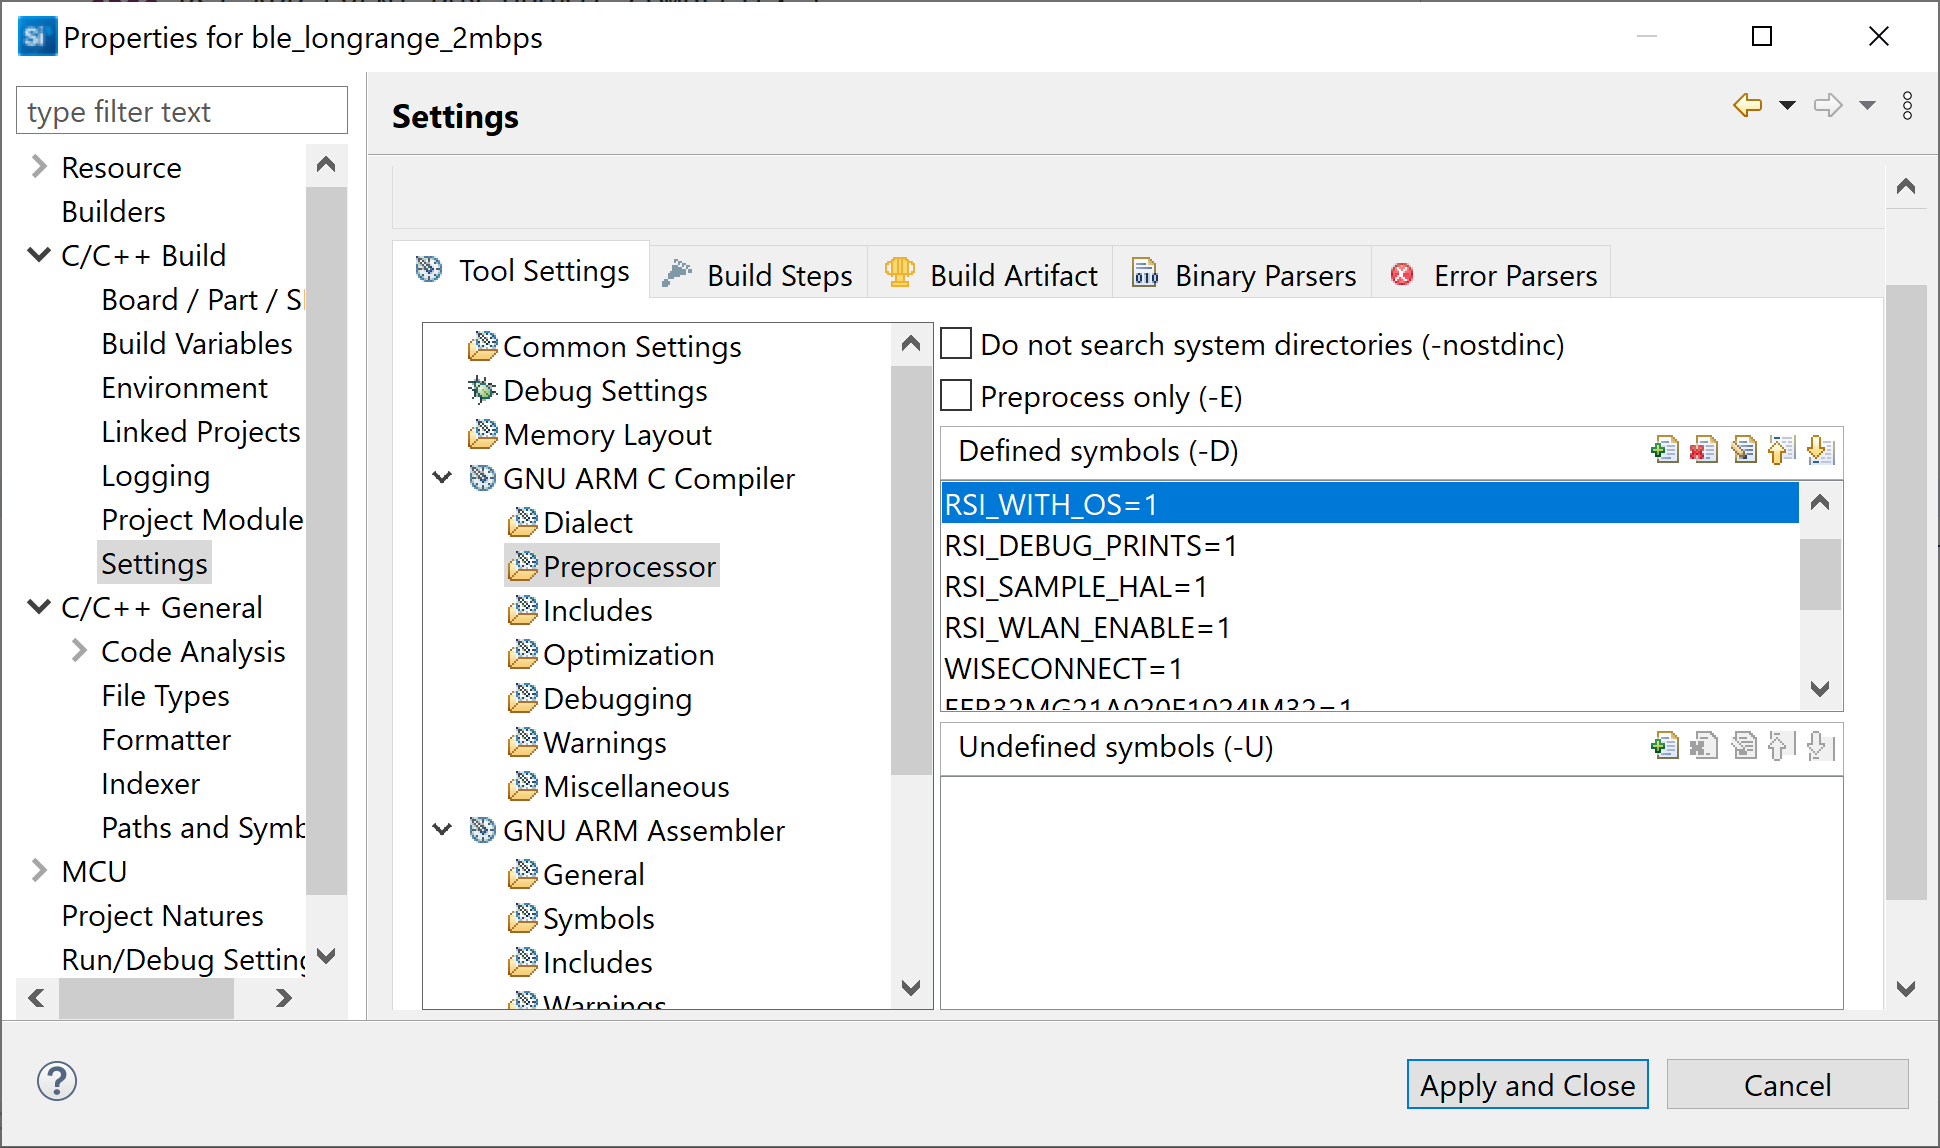 Si
Properties for ble_longrange_2mbps
type filter text
Resource
Builders
C/C++ Build
Board / Part / S
Build Variables
Environment
Linked Projects
Logging
Project Module
Settings
C/C++ General
Code Analysis
File Types
Formatter
Indexer
Paths and Symb
MCU
Project Natures
Run/Debug Setting
Settings
Tool Settings
Build Steps
Build Artifact
Binary Parsers
Error Parsers
Common Settings
Debug Settings
Memory Layout
GNU ARM C Compiler
Dialect
Preprocessor
Includes
Optimization
Debugging
Warnings
Miscellaneous
GNU ARM Assembler
General
Symbols
Includes
Warnings
Do not search system directories (-nostdinc)
Preprocess only (-E)
Defined symbols (-D)
RSI_WITH_OS=1
RSI_DEBUG_PRINTS=1
RSI_SAMPLE_HAL=1
RSI_WLAN_ENABLE=1
WISECONNECT=1
EFR32MG21A020F1024IM32=1
Undefined symbols (-U)
Apply and Close
Cancel